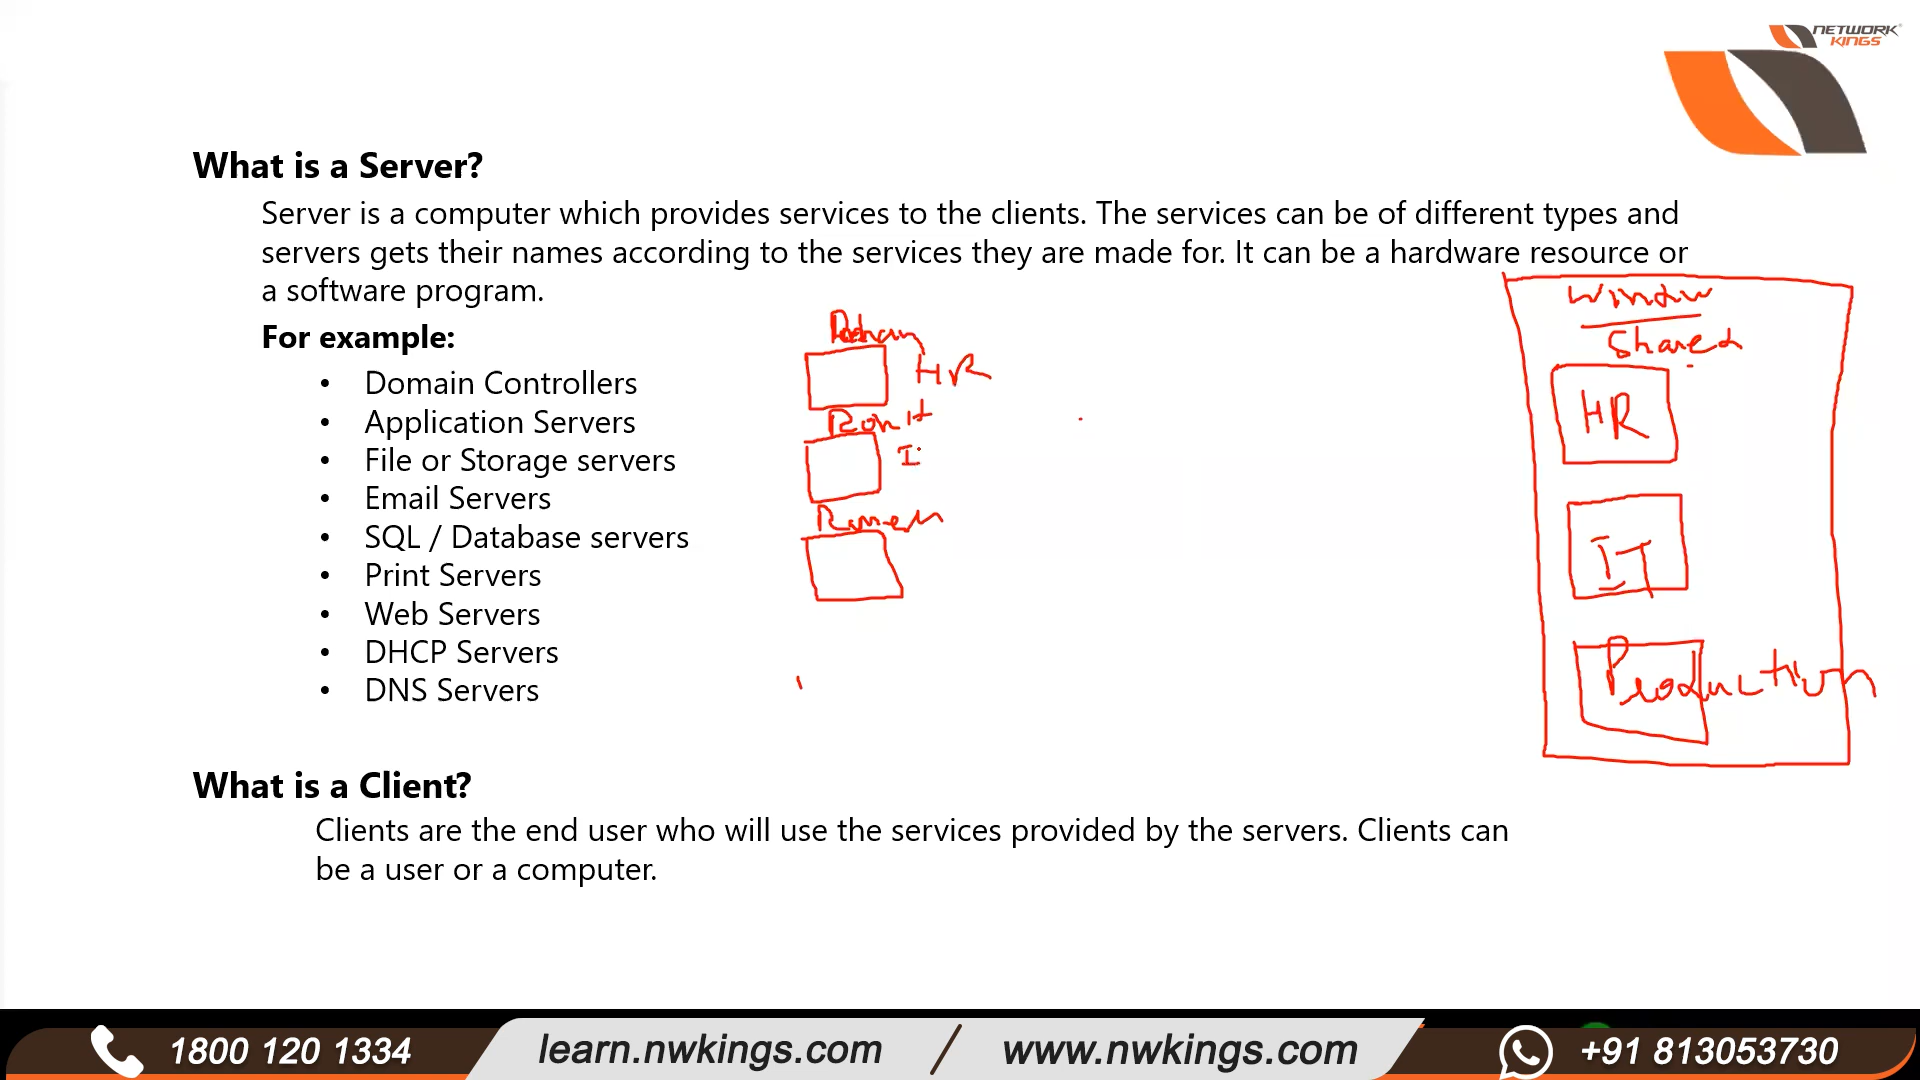 NETWORK
KINGS
What is a Server?
Server is a computer which provides services to the clients. The services can be of different types and
servers gets their names according to the services they are made for. It can be a hardware resource or
a software program.
For example:
• Domain Controllers
• Application Servers
• File or Storage servers
• Email Servers
• SQL / Database servers
• Print Servers
• Web Servers
• DHCP Servers
• DNS Servers
HR
Ronit
I
Window
Shared
HR
IT
Production
What is a Client?
Clients are the end user who will use the services provided by the servers. Clients can
be a user or a computer.
1800 120 1334
learn.nwkings.com / www.nwkings.com
+91 813053730